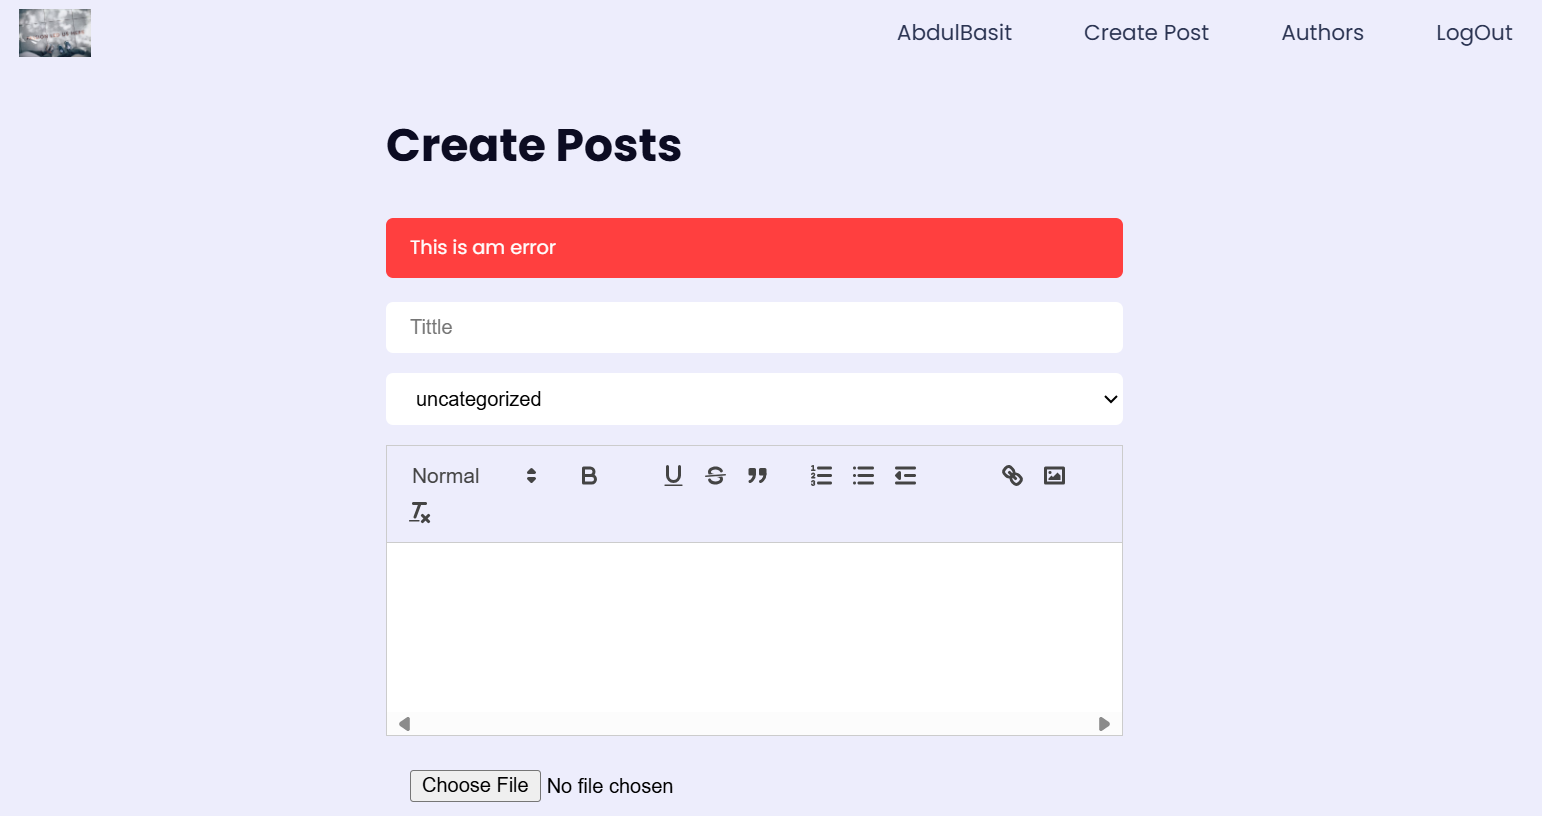 AbdulBasit Create Post Authors LogOut
Create Posts
This is am error
Tittle
uncategorized
Normal
Choose File No file chosen